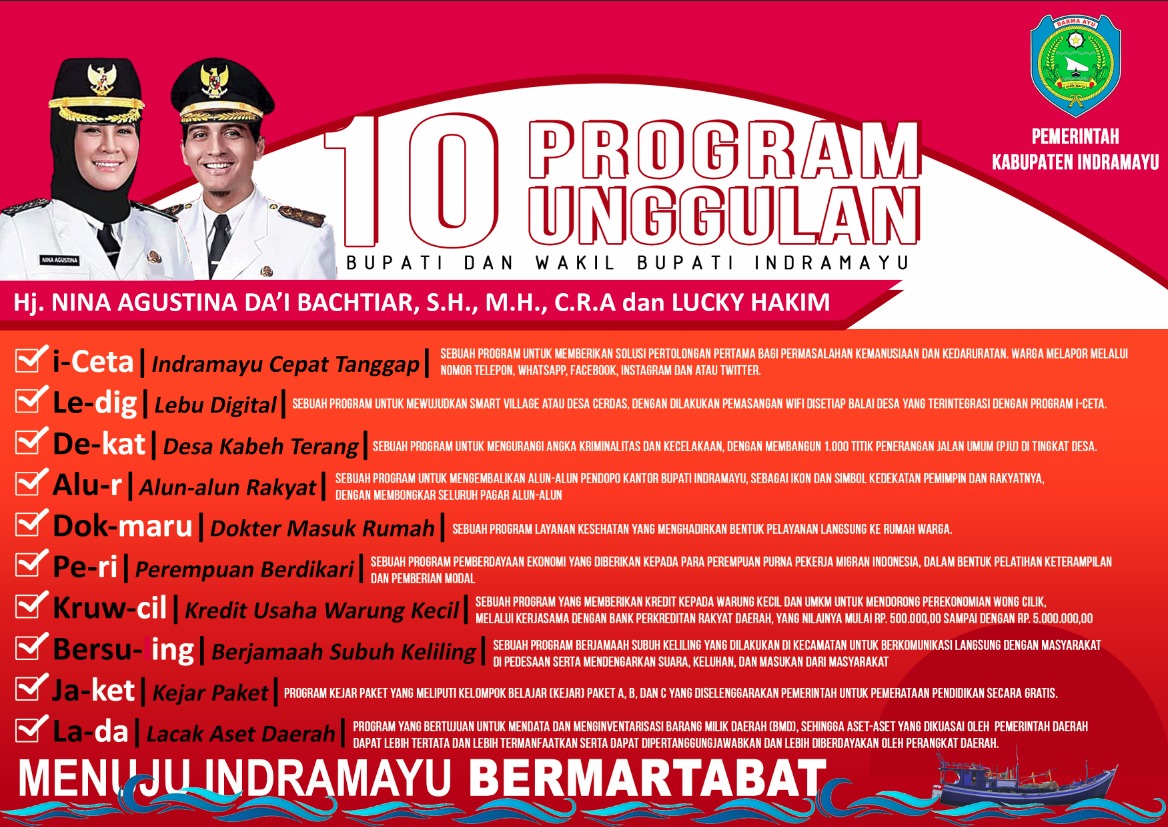 DARMA AYU
PEMERINTAH
KABUPATEN INDRAMAYU
10 PROGRAM
UNGGULAN
BUPATI DAN WAKIL BUPATI INDRAMAYU
NINA AGUSTINA
Hj. NINA AGUSTINA DA'I BACHTIAR, S.H., M.H., C.R.A dan LUCKY HAKIM
i-Ceta | Indramayu Cepat Tanggap | SEBUAH PROGRAM UNTUK MEMBERIKAN SOLUSI PERTOLONGAN PERTAMA BAGI PERMASALAHAN KEMANUSIAAN DAN KEDARURATAN. WARGA MELAPOR MELALUI
NOMOR TELEPON, WHATSAPP, FACEBOOK, INSTAGRAM DAN ATAU TWITTER.
Le-dig | Lebu Digital | SEBUAH PROGRAM UNTUK MEWUJUDKAN SMART VILLAGE ATAU DESA CERDAS, DENGAN DILAKUKAN PEMASANGAN WIFI DISETIAP BALAI DESA YANG TERINTEGRASI DENGAN PROGRAM I-CETA.
De-kat | Desa Kabeh Terang | SEBUAH PROGRAM UNTUK MENGURANGI ANGKA KRIMINALITAS DAN KECELAKAAN, DENGAN MEMBANGUN 1.000 TITIK PENERANGAN JALAN UMUM (PJU) DI TINGKAT DESA.
Alu-r | Alun-alun Rakyat | SEBUAH PROGRAM UNTUK MENGEMBALIKAN ALUN-ALUN PENDOPO KANTOR BUPATI INDRAMAYU, SEBAGAI IKON DAN SIMBOL KEDEKATAN PEMIMPIN DAN RAKYATNYA,
DENGAN MEMBONGKAR SELURUH PAGAR ALUN-ALUN
Dok-maru | Dokter Masuk Rumah | SEBUAH PROGRAM LAYANAN KESEHATAN YANG MENGHADIRKAN BENTUK PELAYANAN LANGSUNG KE RUMAH WARGA.
Pe-ri | Perempuan Berdikari | SEBUAH PROGRAM PEMBERDAYAAN EKONOMI YANG DIBERIKAN KEPADA PARA PEREMPUAN PURNA PEKERJA MIGRAN INDONESIA, DALAM BENTUK PELATIHAN KETERAMPILAN
DAN PEMBERIAN MODAL
Kruw-cil | Kredit Usaha Warung Kecil | SEBUAH PROGRAM YANG MEMBERIKAN KREDIT KEPADA WARUNG KECIL DAN UMKM UNTUK MENDORONG PEREKONOMIAN WONG CILIK,
MELALUI KERJASAMA DENGAN BANK PERKREDITAN RAKYAT DAERAH, YANG NILAINYA MULAI RP. 500.000,00 SAMPAI DENGAN RP. 5.000.000,00
Bersu-ling | Berjamaah Subuh Keliling | SEBUAH PROGRAM BERJAMAAH SUBUH KELILING YANG DILAKUKAN DI KECAMATAN UNTUK BERKOMUNIKASI LANGSUNG DENGAN MASYARAKAT
DI PEDESAAN SERTA MENDENGARKAN SUARA, KELUHAN, DAN MASUKAN DARI MASYARAKAT
Ja-ket | Kejar Paket | PROGRAM KEJAR PAKET YANG MELIPUTI KELOMPOK BELAJAR (KEJAR) PAKET A, B, DAN C YANG DISELENGGARAKAN PEMERINTAH UNTUK PEMERATAAN PENDIDIKAN SECARA GRATIS.
La-da | Lacak Aset Daerah | PROGRAM YANG BERTUJUAN UNTUK MENDATA DAN MENGINVENTARISASI BARANG MILIK DAERAH (BMD), SEHINGGA ASET-ASET YANG DIKUASAI OLEH PEMERINTAH DAERAH
DAPAT LEBIH TERTATA DAN LEBIH TERMANFAATKAN SERTA DAPAT DIPERTANGGUNGJAWABKAN DAN LEBIH DIBERDAYAKAN OLEH PERANGKAT DAERAH.
MENUJU INDRAMAYU BERMARTABAT